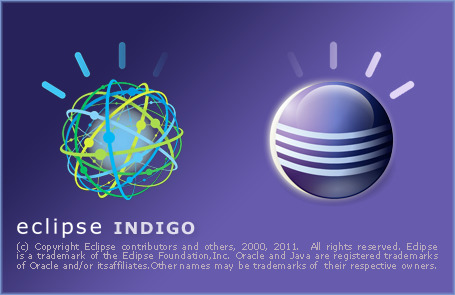 eclipse INDIGO
(c) Copyright Eclipse contributors and others, 2000, 2011. All rights reserved. Eclipse
is a trademark of the Eclipse Foundation,Inc. Oracle and Java are registered trademarks
of Oracle and/or itsaffiliates.Other names may be trademarks of their respective owners.